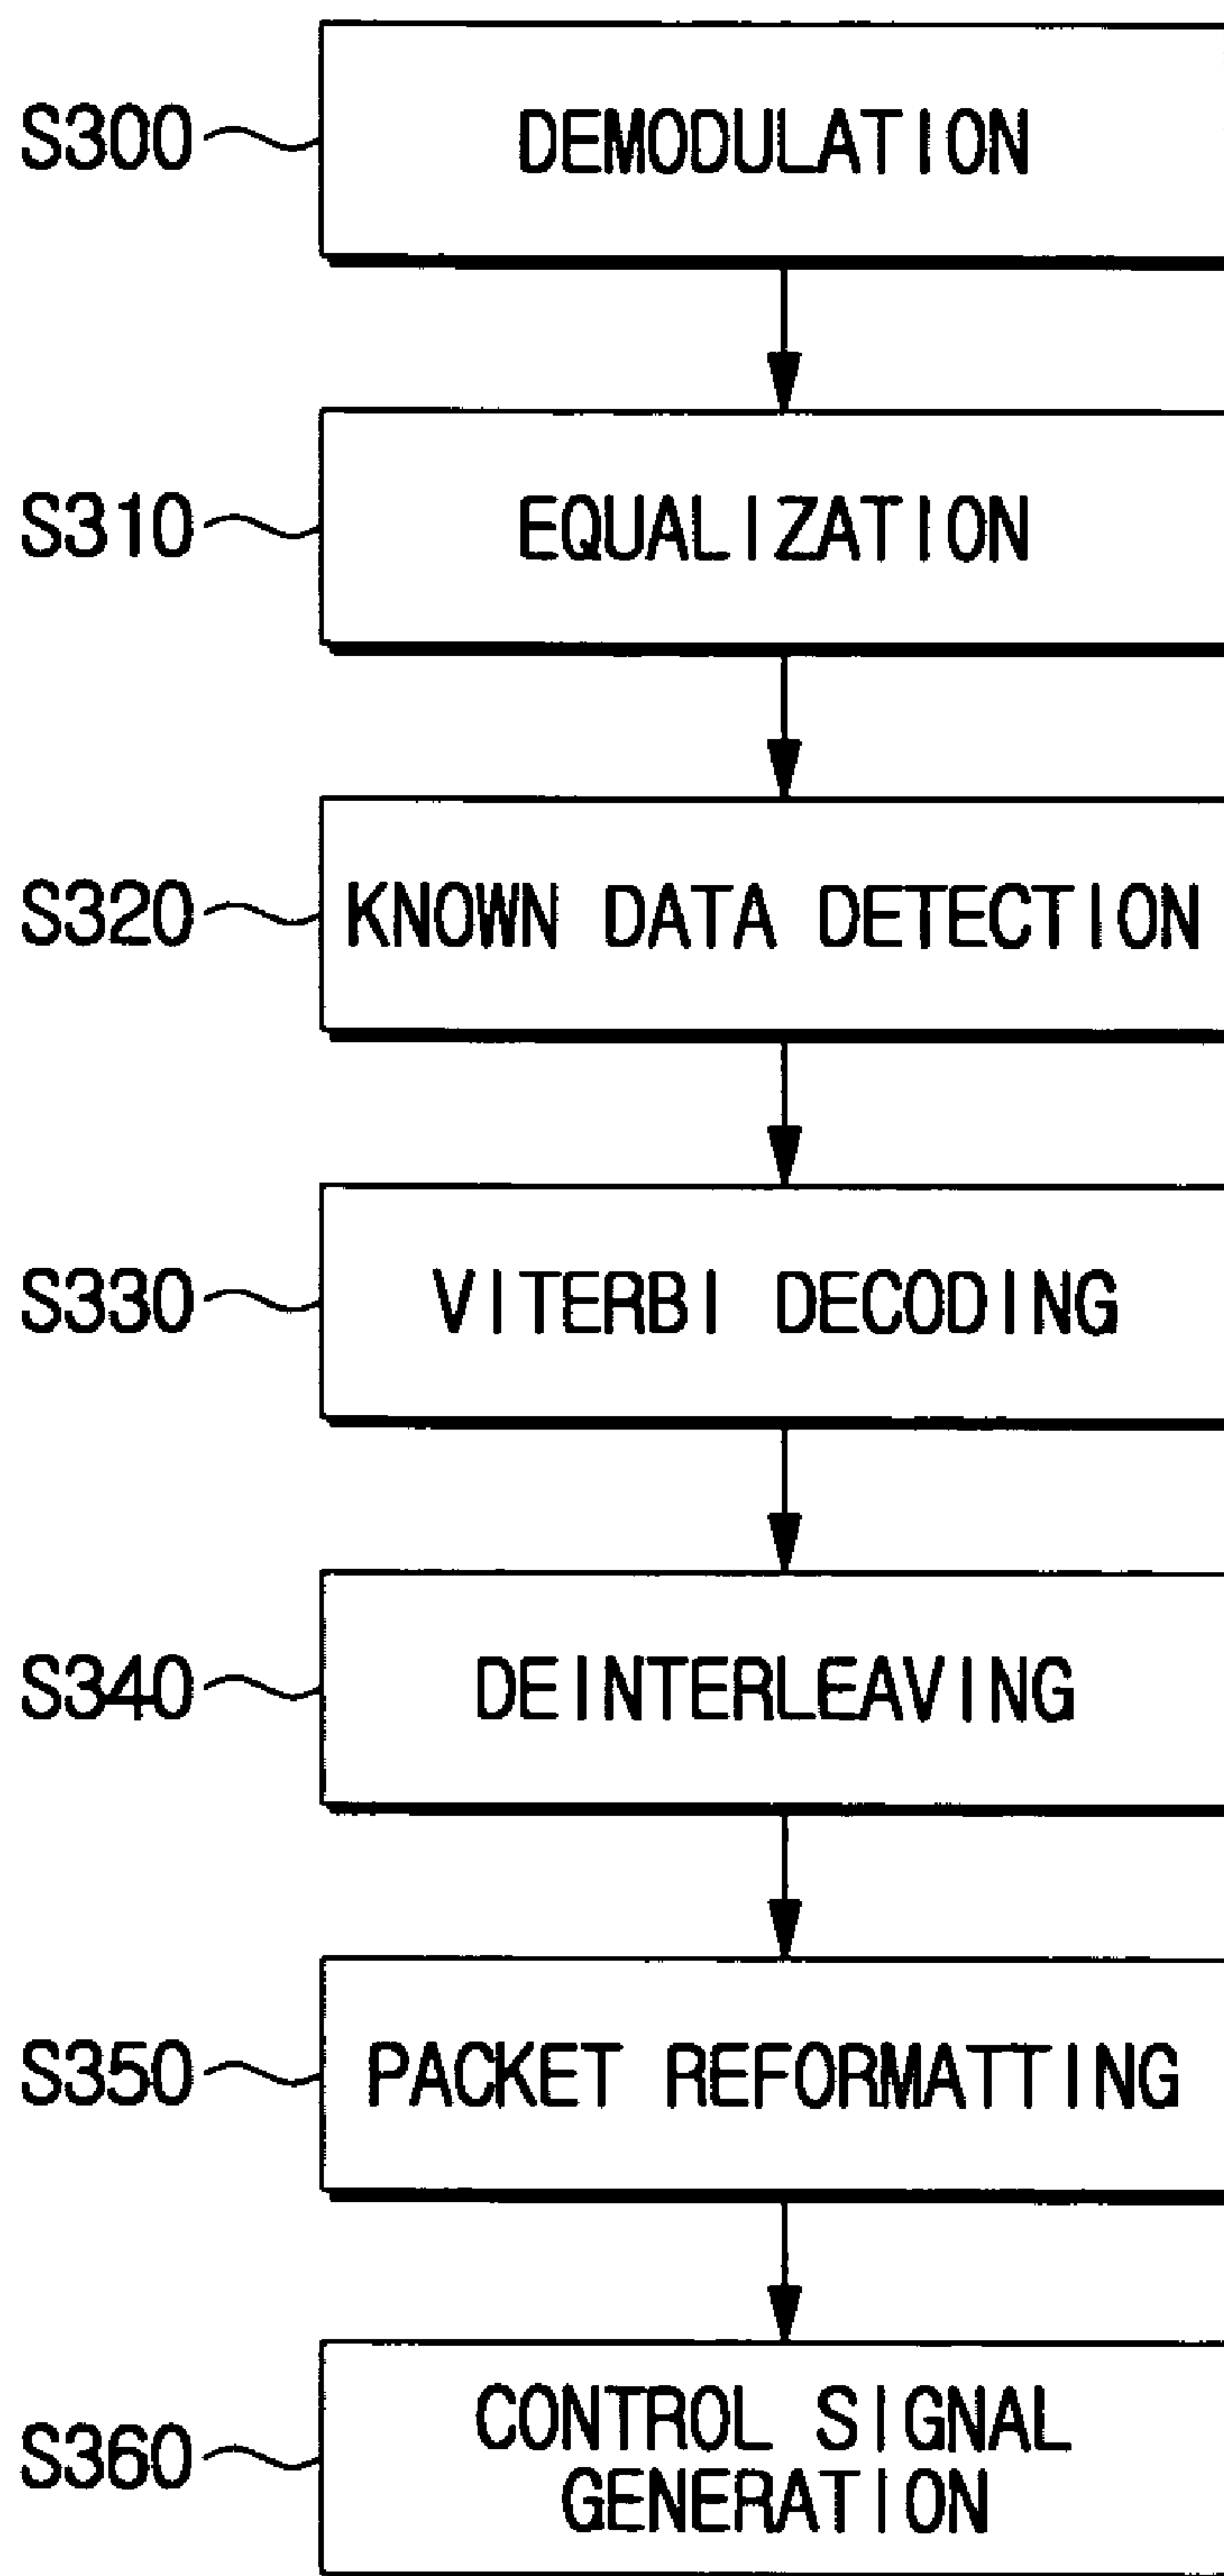 S300 DEMODULATION
S310 EQUALIZATION
S320 KNOWN DATA DETECTION
S330 VITERBI DECODING
S340 DEINTERLEAVING
S350 PACKET REFORMATTING
S360 CONTROL SIGNAL
GENERATION